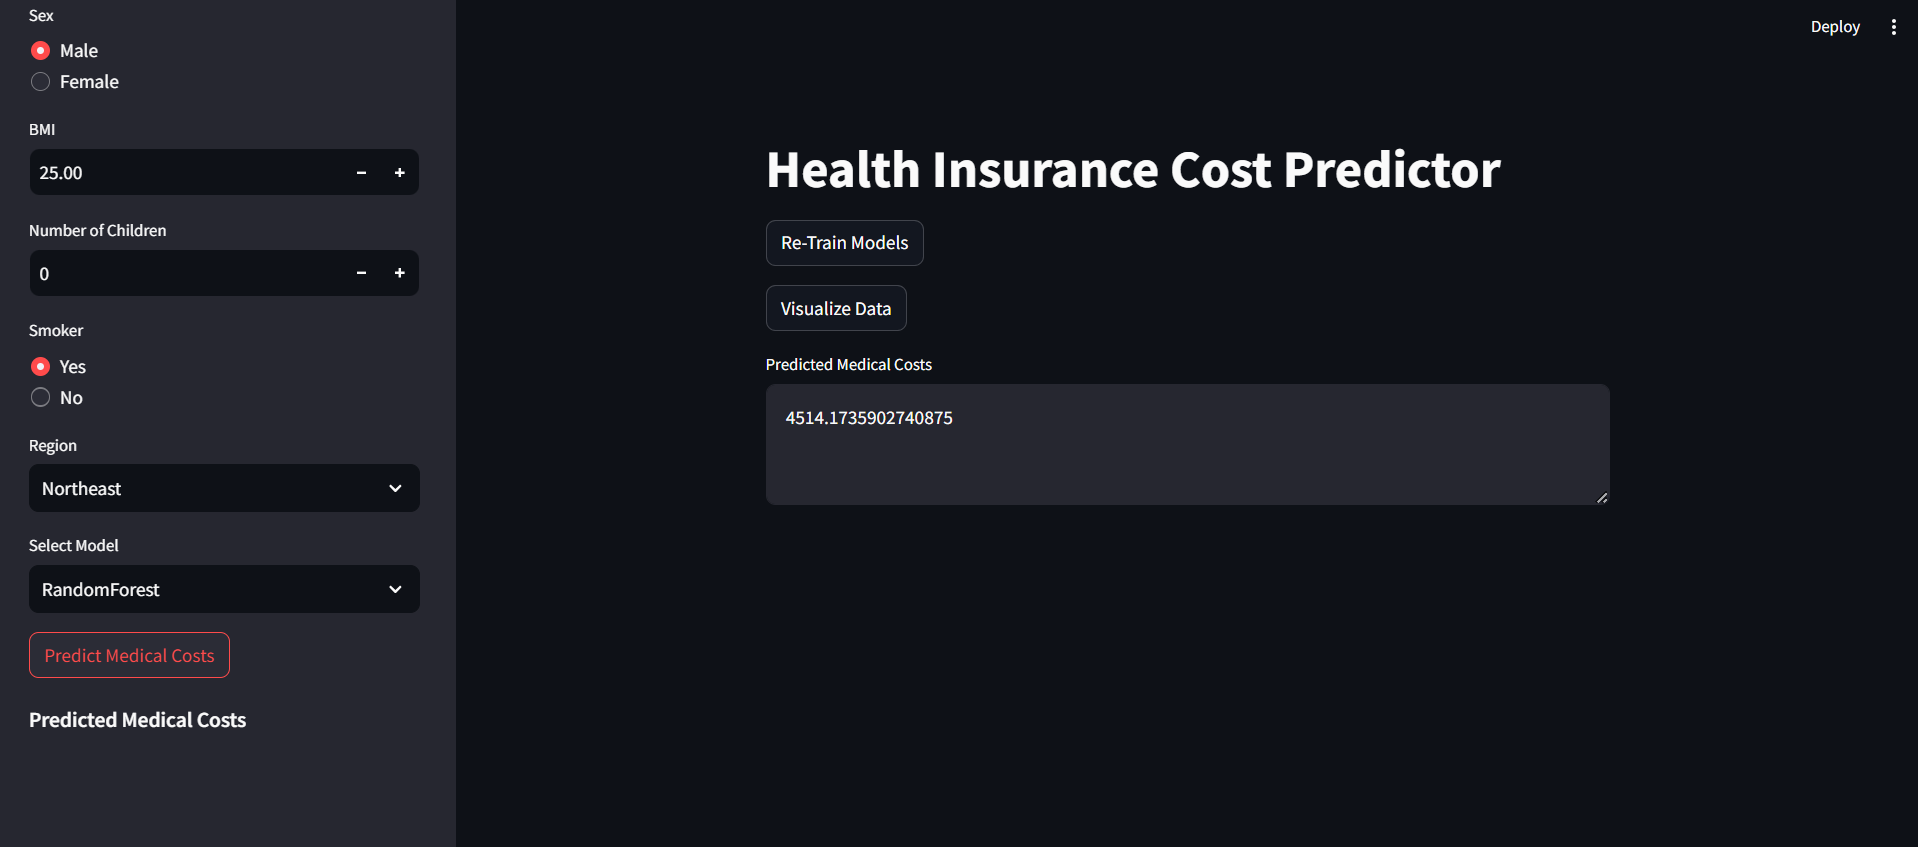 Sex
Male
Female
BMI
25.00
Number of Children
0
Smoker
Yes
No
Region
Northeast
Select Model
RandomForest
Predict Medical Costs
Predicted Medical Costs
Deploy
Health Insurance Cost Predictor
Re-Train Models
Visualize Data
Predicted Medical Costs
4514.1735902740875